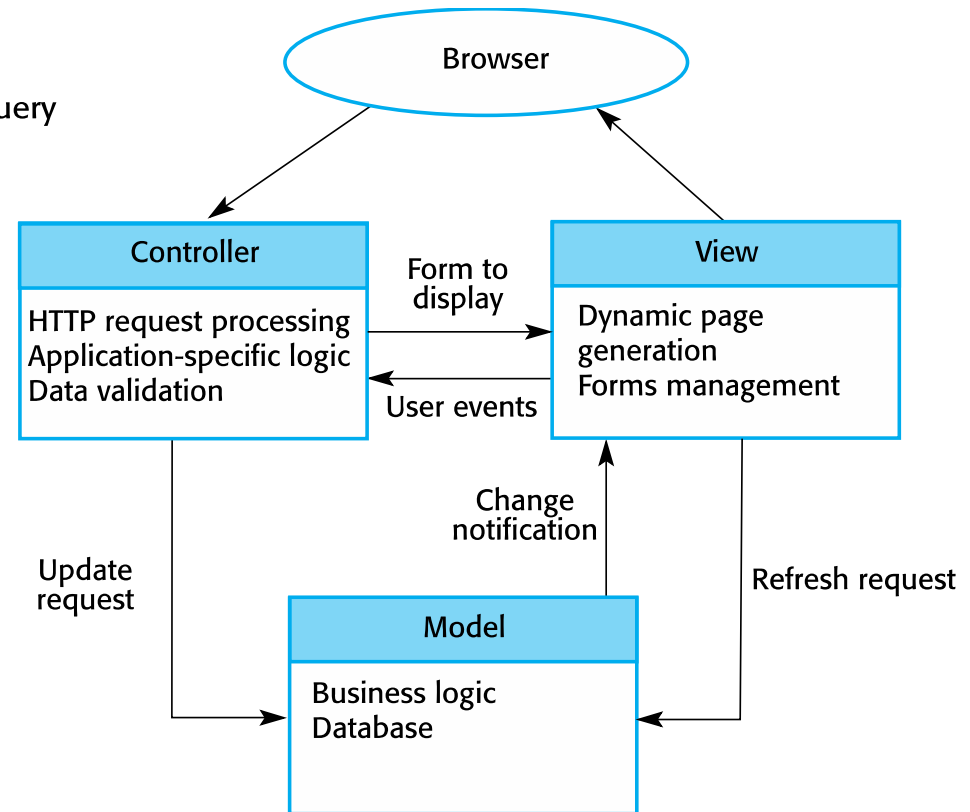 Browser
Controller
HTTP request processing
Application-specific logic
Data validation
Form to
display
User events
View
Dynamic page
generation
Forms management
Update
request
Change
notification
Refresh request
Model
Business logic
Database